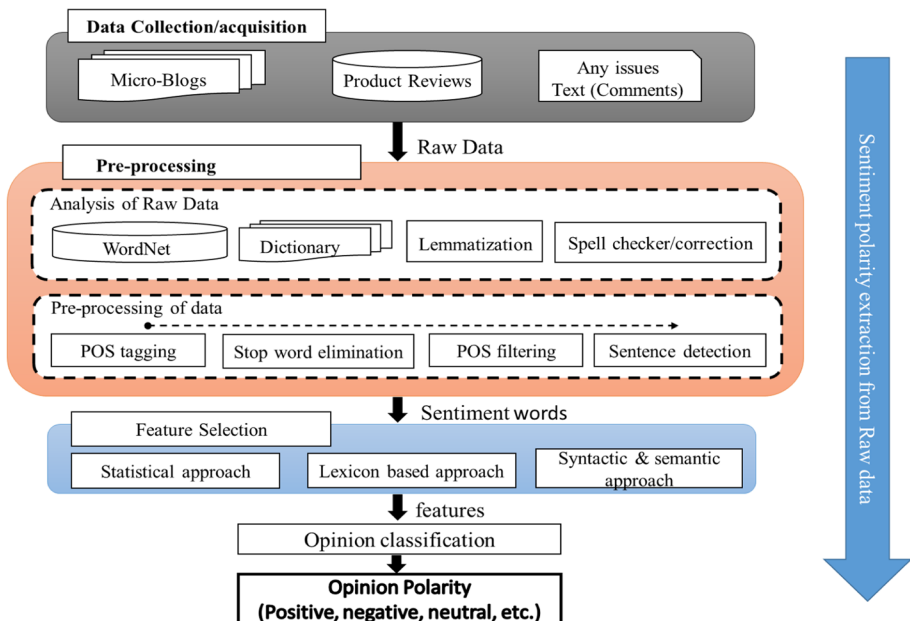 Data Collection/acquisition
Micro-Blogs
Product Reviews
Any issues
Text (Comments)
Raw Data
Pre-processing
Analysis of Raw Data
WordNet
Dictionary
Lemmatization
Spell checker/correction
Pre-processing of data
POS tagging
Stop word elimination
POS filtering
Sentence detection
Sentiment words
Feature Selection
Statistical approach
Lexicon based approach
Syntactic & semantic
approach
features
Opinion classification
Opinion Polarity
(Positive, negative, neutral, etc.)
Sentiment polarity extraction from Raw data